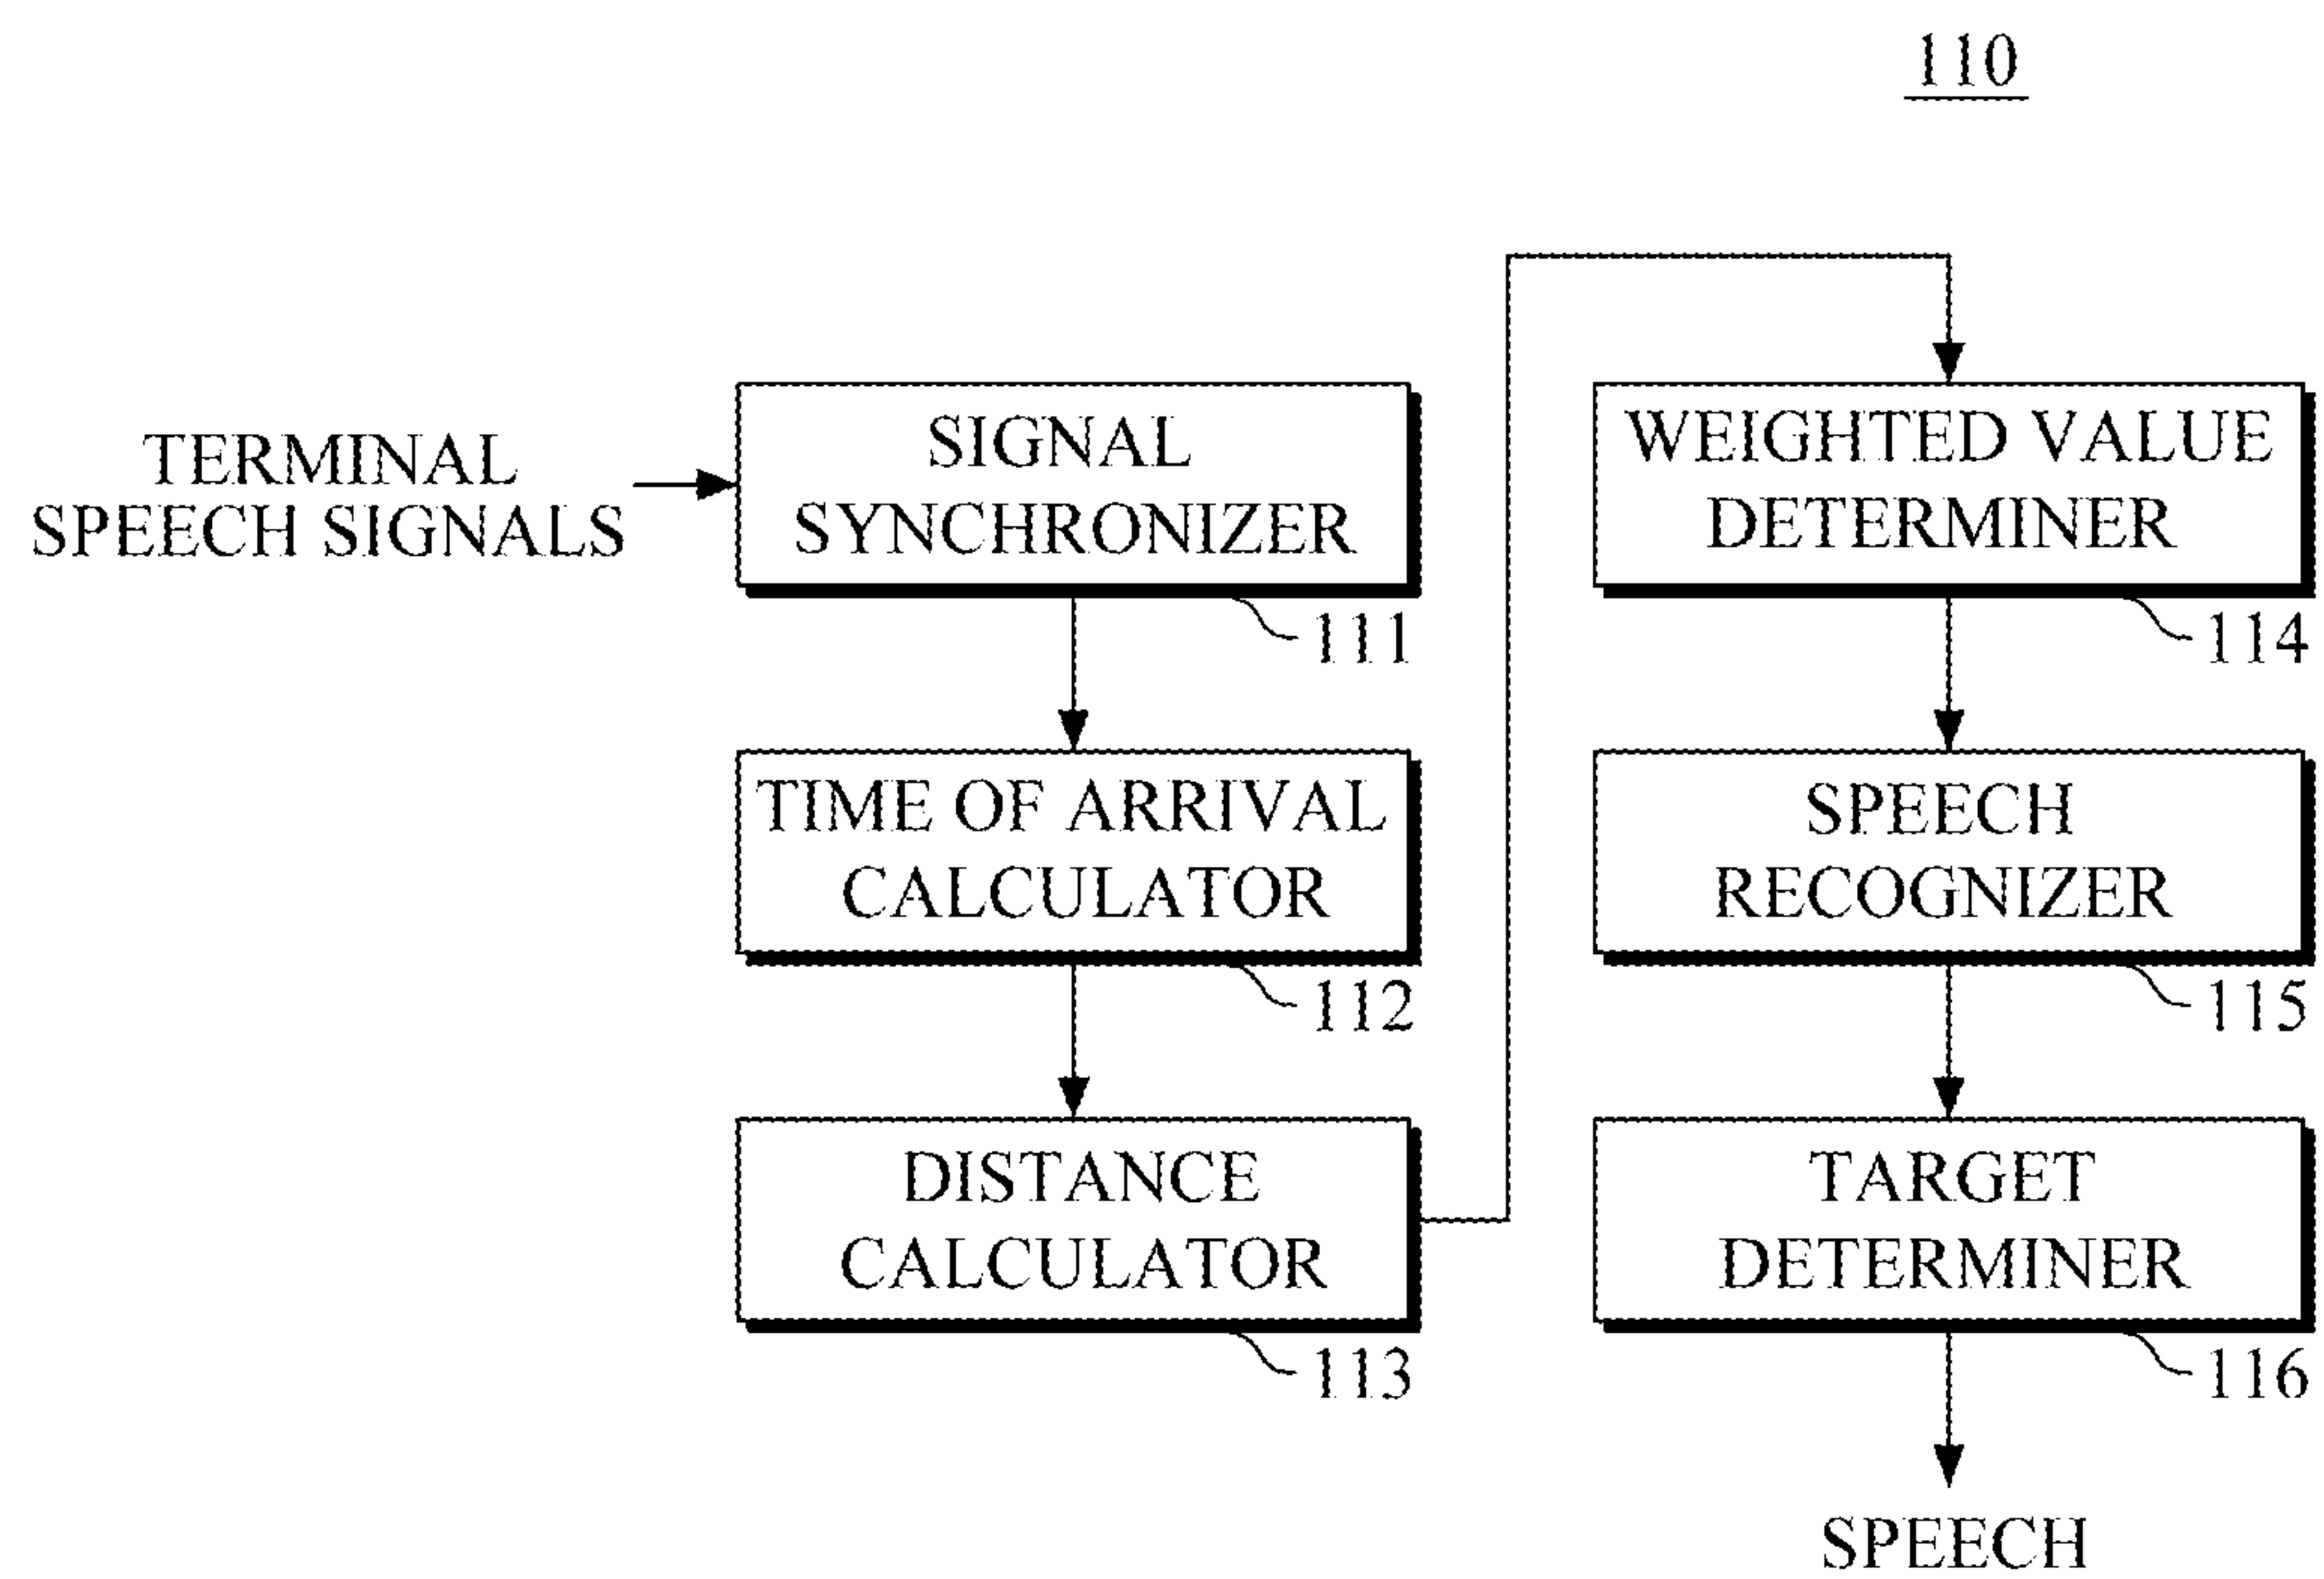 110
TERMINAL
SPEECH SIGNALS
SIGNAL
SYNCHRONIZER
111
TIME OF ARRIVAL
CALCULATOR
112
DISTANCE
CALCULATOR
113
WEIGHTED VALUE
DETERMINER
114
SPEECH
RECOGNIZER
115
TARGET
DETERMINER
116
SPEECH